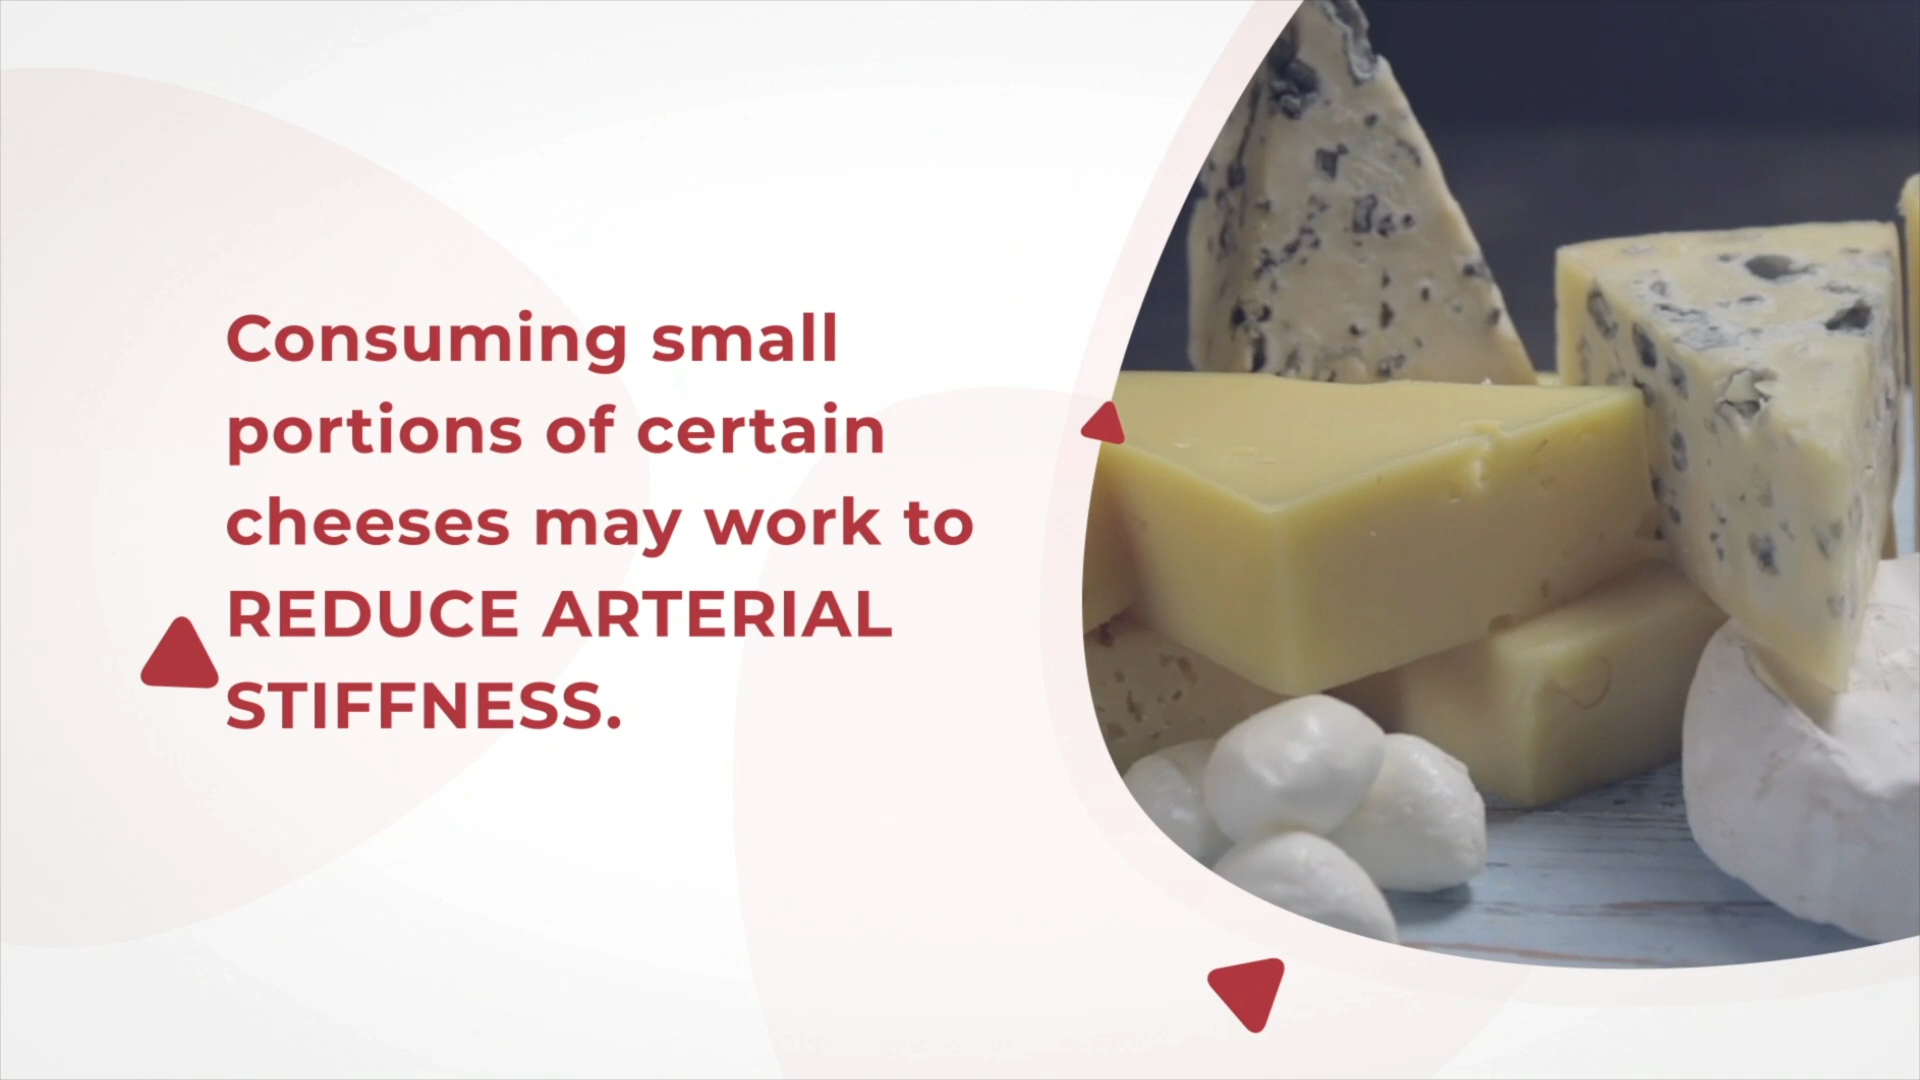 Consuming small
portions of certain
cheeses may work to
REDUCE ARTERIAL
STIFFNESS.